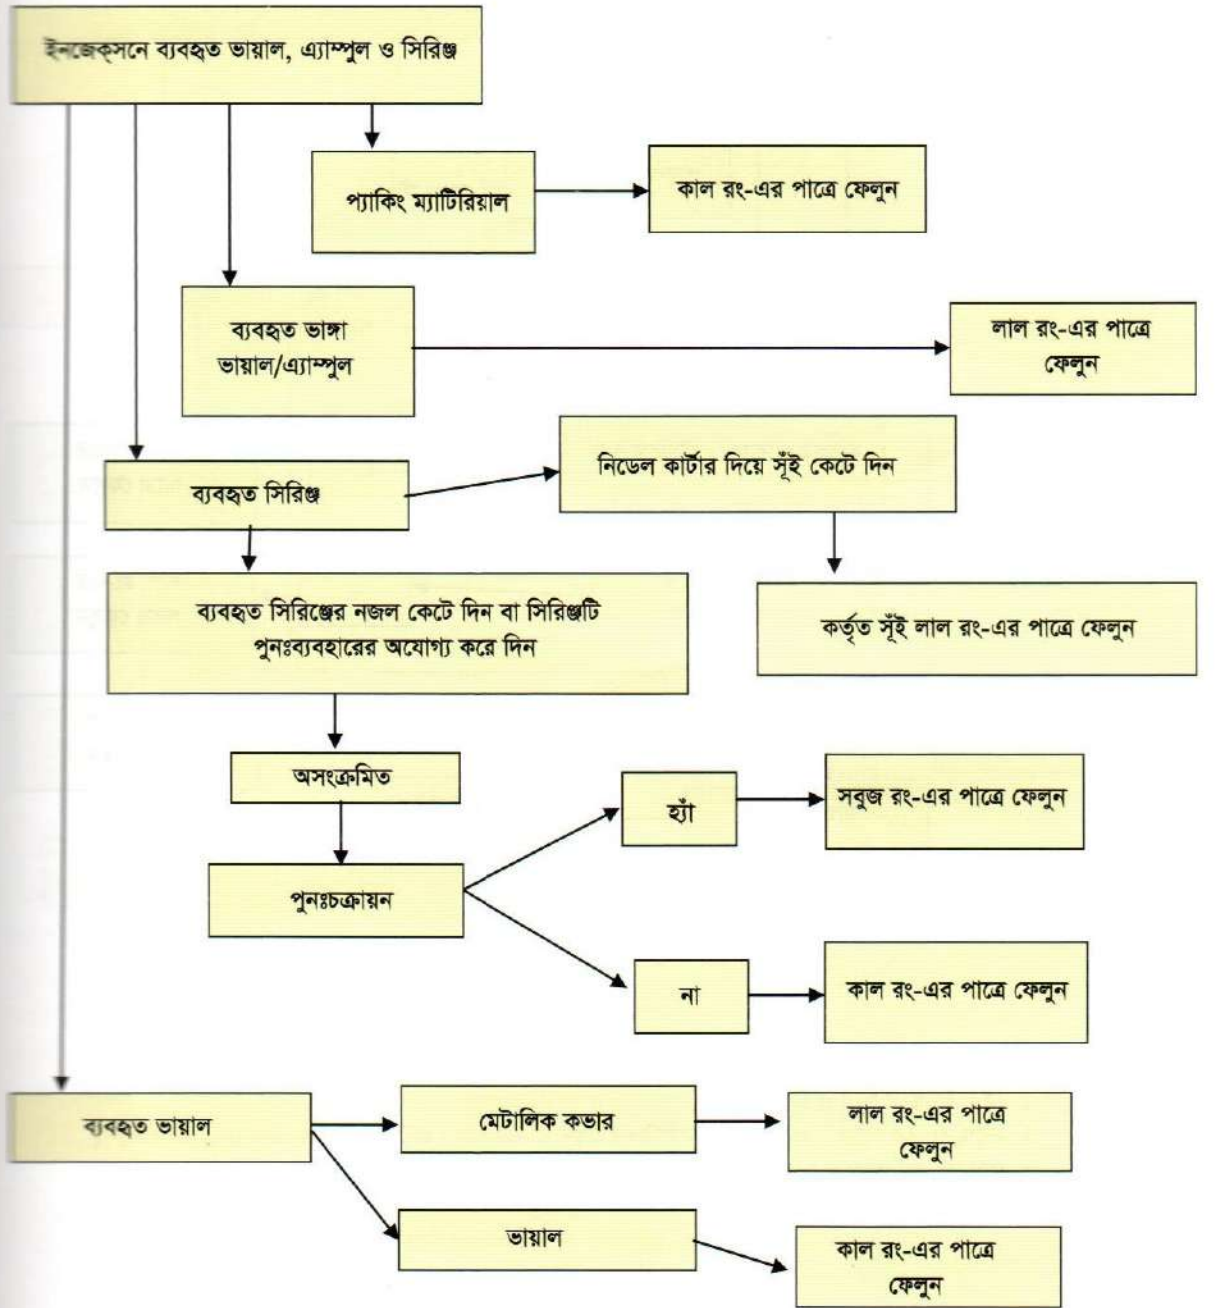 ইনজেক্সনে ব্যবহৃত ভায়াল, এ্যাম্পুল ও সিরিঞ্জ
প্যাকিং ম্যাটিরিয়াল
কাল রং-এর পাত্রে ফেলুন
ব্যবহৃত ভাঙ্গা
ভায়াল/এ্যাম্পুল
লাল রং-এর পাত্রে
ফেলুন
ব্যবহৃত সিরিঞ্জ
নিডেল কার্টার দিয়ে সূঁই কেটে দিন
ব্যবহৃত সিরিঞ্জের নজল কেটে দিন বা সিরিঞ্জটি
পুনঃব্যবহারের অযোগ্য করে দিন
কর্তৃত সূঁই লাল রং-এর পাত্রে ফেলুন
অসংক্রমিত
পুনঃচক্রায়ন
হ্যাঁ
সবুজ রং-এর পাত্রে ফেলুন
না
কাল রং-এর পাত্রে ফেলুন
ব্যবহৃত ভায়াল
মেটালিক কভার
লাল রং-এর পাত্রে
ফেলুন
ভায়াল
কাল রং-এর পাত্রে
ফেলুন